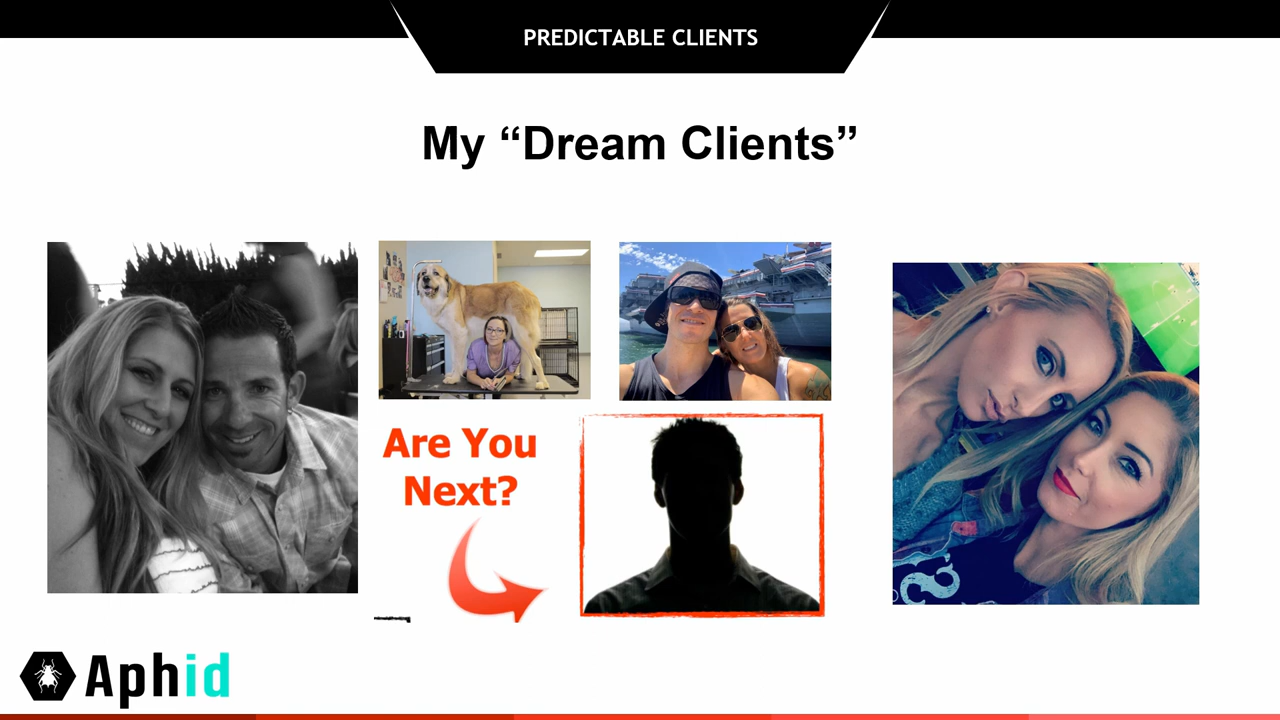 PREDICTABLE CLIENTS
My “Dream Clients”
Are You
Next?
Aphid